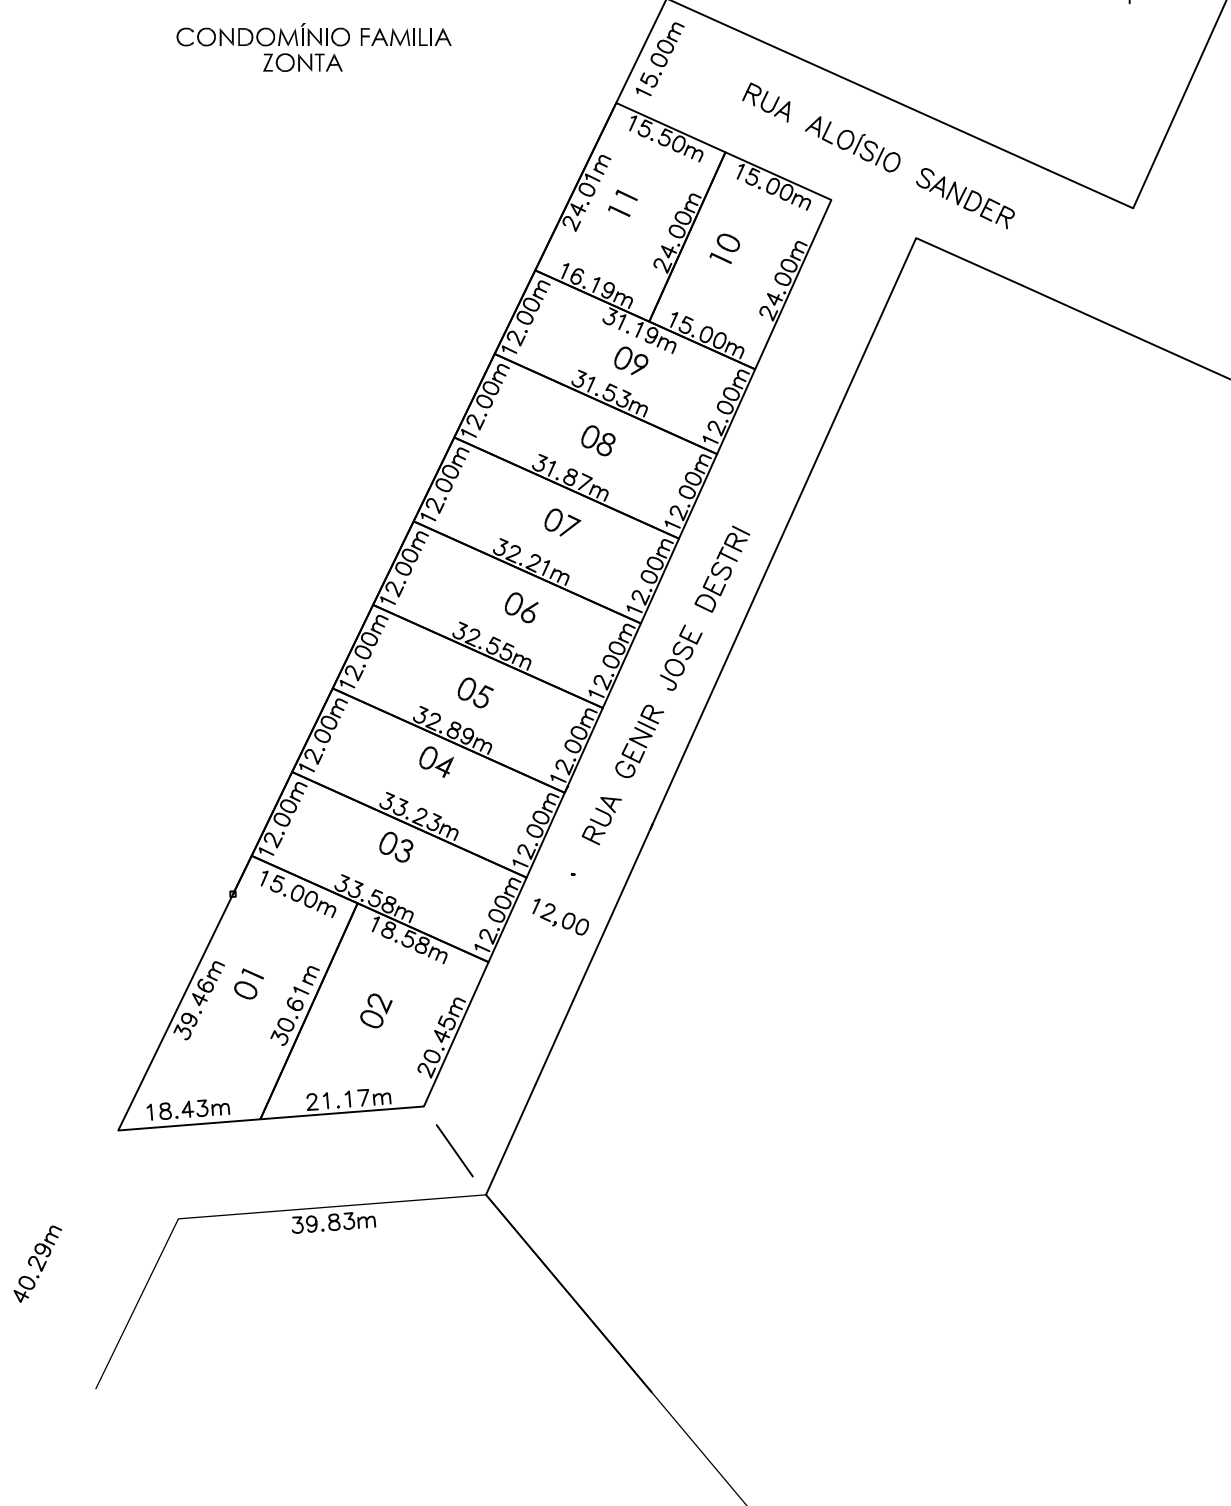 CONDOMÍNIO FAMILIA
ZONTA
15.00m
RUA ALOÍSIO SANDER
15.50m
15.00m
24.01m
11
24.00m
10
24.00m
16.19m
15.00m
12.00m
31.19m
09
12.00m
31.53m
12.00m
08
12.00m
31.87m
12.00m
07
12.00m
32.21m
12.00m
06
12.00m
32.55m
12.00m
05
12.00m
32.89m
12.00m
04
12.00m
33.23m
12.00m
03
12.00m
33.58m
RUA GENIR JOSE DESTRI
12,00
15.00m
18.58m
39.46m
01
30.61m
02
20.45m
18.43m
21.17m
39.83m
40.29m